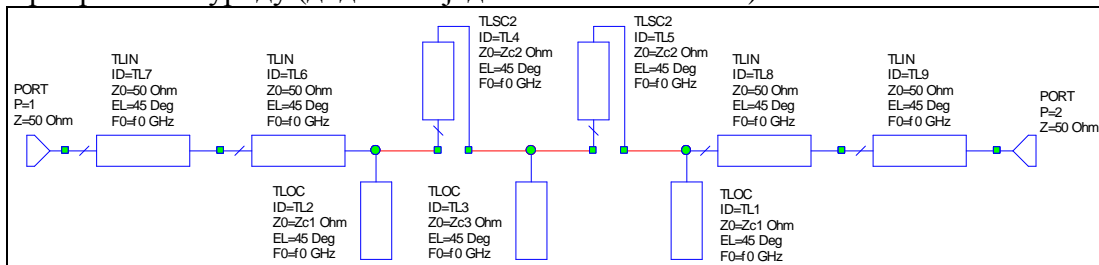 PORT
P=1
Z=50 Ohm
TLIN
ID=TL7
Z0=50 Ohm
EL=45 Deg
F0=f0 GHz
TLIN
ID=TL6
Z0=50 Ohm
EL=45 Deg
F0=f0 GHz
TLSC2
ID=TL4
Z0=Zc2 Ohm
EL=45 Deg
F0=f0 GHz
TLSC2
ID=TL5
Z0=Zc2 Ohm
EL=45 Deg
F0=f0 GHz
TLIN
ID=TL8
Z0=50 Ohm
EL=45 Deg
F0=f0 GHz
TLIN
ID=TL9
Z0=50 Ohm
EL=45 Deg
F0=f0 GHz
PORT
P=2
Z=50 Ohm
TLOC
ID=TL2
Z0=Zc1 Ohm
EL=45 Deg
F0=f0 GHz
TLOC
ID=TL3
Z0=Zc3 Ohm
EL=45 Deg
F0=f0 GHz
TLOC
ID=TL1
Z0=Zc1 Ohm
EL=45 Deg
F0=f0 GHz